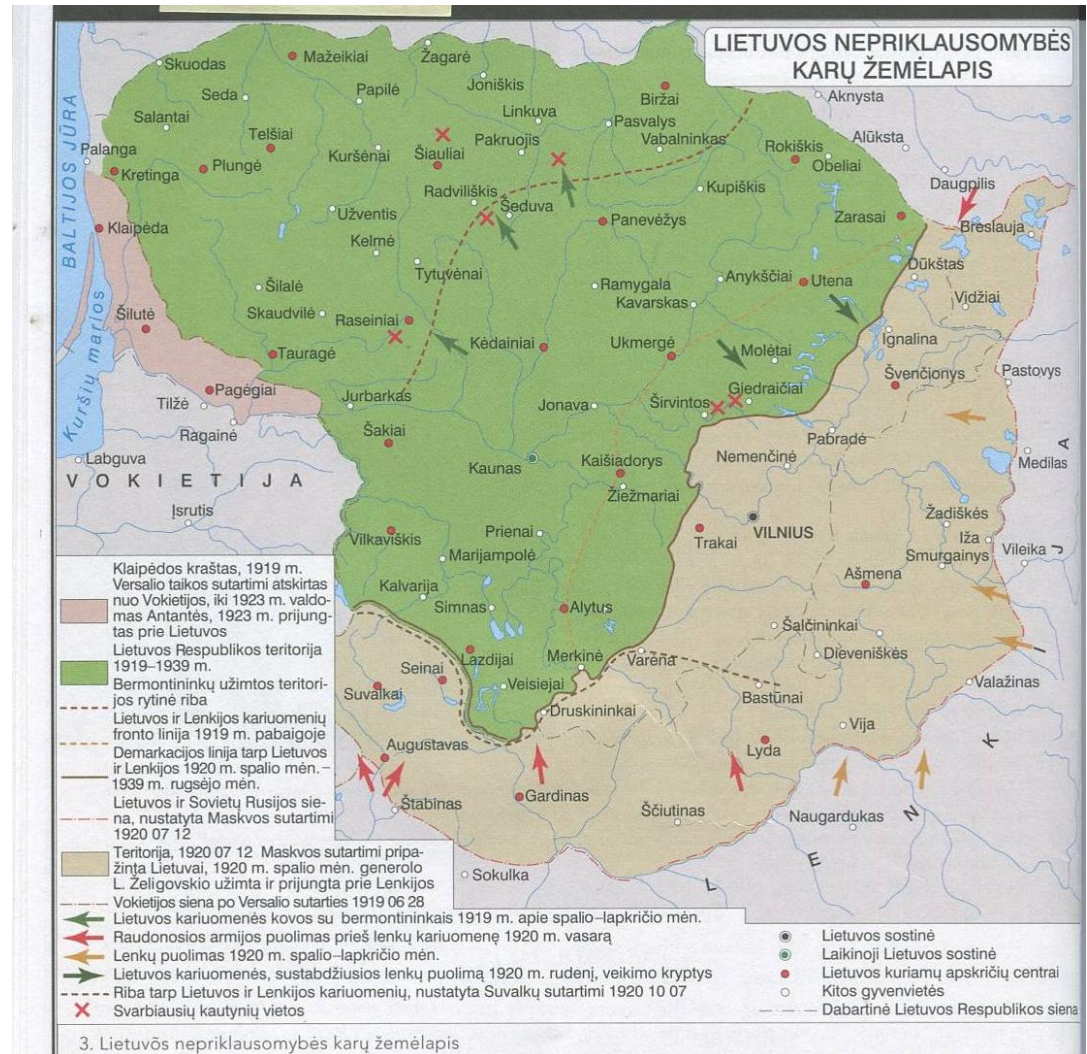 LIETUVOS NEPRIKLAUSOMYBĖS
KARŲ ŽEMĖLAPIS
BALTIJOS JŪRA
Kuršių marios
Skuodas
Mažeikiai
Žagarė
Joniškis
Seda
Papilė
Linkuva
Biržai
Aknysta
Salantai
Pasvalys
Telšiai
Kuršėnai
Šiauliai
Pakruojis
Vabalninkas
Rokiškis
Alūksta
Obeliai
Palanga
Kretinga
Plungė
Radviliškis
Šeduva
Kupiškis
Daugpilis
Klaipėda
Užventis
Panevėžys
Zarasai
Breslauja
Kelmė
Tytuvėnai
Dūkštas
Šilalė
Ramygala
Anykščiai
Utena
Vidžiai
Kavarskas
Šilutė
Skaudvilė
Raseiniai
Ignalina
Tauragė
Kėdainiai
Ukmergė
Molėtai
Švenčionys
Pastovys
Pagėgiai
Giedraičiai
Tilžė
Jurbarkas
Jonava
Širvintos
Ragainė
Šakiai
Pabradė
Labguva
Kaunas
Kaišiadorys
Nemenčinė
Medilas
VOKIETIJA
Žiežmariai
Įsrutis
Vilkaviškis
Prienai
Trakai
VILNIUS
Žadiškės
Iža
Smurgainys
Vileika
Marijampolė
Kalvarija
Simnas
Alytus
Ašmena
Šalčininkai
Dieveniškės
Lazdijai
Merkinė
Varėna
Seinai
Suvalkai
Veisiejai
Bastūnai
Valažinas
Druskininkai
Vija
Augustavas
Lyda
Štabinas
Gardinas
Ščiutinas
Naugardukas
Sokulka
LENKIJA
Klaipėdos kraštas, 1919 m.
Versalio taikos sutartimi atskirtas
nuo Vokietijos, iki 1923 m. valdo-
mas Antantės, 1923 m. prijung-
tas prie Lietuvos
Lietuvos Respublikos teritorija
1919–1939 m.
Bermontininkų užimtos teritori-
jos rytinė riba
Lietuvos ir Lenkijos kariuomenių
fronto linija 1919 m. pabaigoje
Demarkacijos linija tarp Lietuvos
ir Lenkijos 1920 m. spalio mėn. –
1939 m. rugsėjo mėn.
Lietuvos ir Sovietų Rusijos sie-
na, nustatyta Maskvos sutartimi
1920 07 12
Teritorija, 1920 07 12 Maskvos sutartimi pripa-
žinta Lietuvai, 1920 m. spalio mėn. generolo
L. Želigovskio užimta ir prijungta prie Lenkijos
Vokietijos siena po Versalio sutarties 1919 06 28
Lietuvos kariuomenės kovos su bermontininkais 1919 m. apie spalio–lapkričio mėn.
Raudonosios armijos puolimas prieš lenkų kariuomenę 1920 m. vasarą
Lenkų puolimas 1920 m. spalio–lapkričio mėn.
Lietuvos kariuomenės, sustabdžiusios lenkų puolimą 1920 m. rudenį, veikimo kryptys
Riba tarp Lietuvos ir Lenkijos kariuomenių, nustatyta Suvalkų sutartimi 1920 10 07
Svarbiausių kautynių vietos
Lietuvos sostinė
Laikinoji Lietuvos sostinė
Lietuvos kuriamų apskričių centrai
Kitos gyvenvietės
Dabartinė Lietuvos Respublikos siena
3. Lietuvõs nepriklausomybės karų žemėlapis